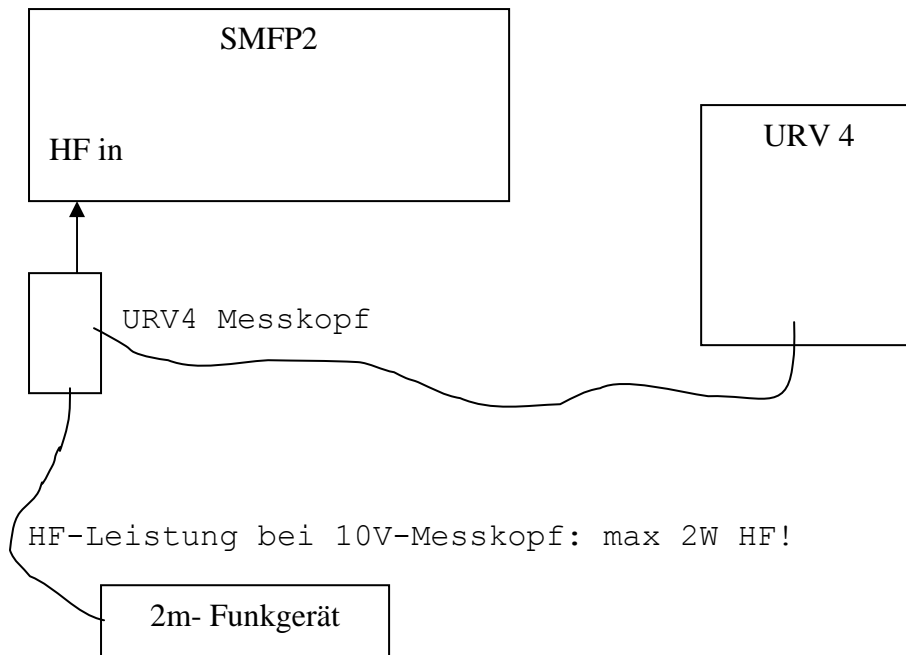 SMFP2
HF in
URV 4
URV4 Messkopf
HF-Leistung bei 10V-Messkopf: max 2W HF!
2m- Funkgerät